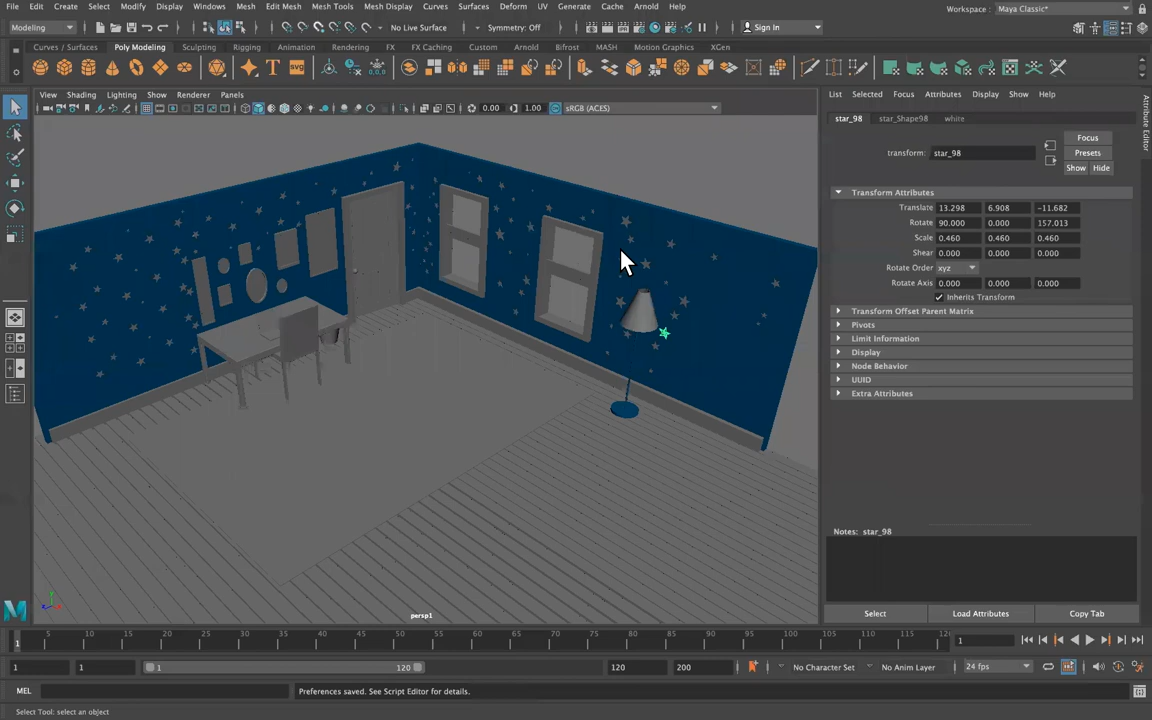 File Edit Create Select Modify Display Windows Mesh Edit Mesh Mesh Tools Mesh Display Curves Surfaces Deform UV Generate Cache Arnold Help
Workspace : Maya Classic*
Modeling No Live Surface Symmetry: Off Sign In
Curves / Surfaces Poly Modeling Sculpting Rigging Animation Rendering FX FX Caching Custom Arnold Bifrost MASH Motion Graphics XGen
SVG
View Shading Lighting Show Renderer Panels
0.00 1.00 sRGB (ACES)
List Selected Focus Attributes Display Show Help
star_98 star_Shape98 white
Attribute Editor
Focus
transform: star_98
Presets
Show Hide
Transform Attributes
Translate 13.298 6.908 -11.682
Rotate 90.000 0.000 157.013
Scale 0.460 0.460 0.460
Shear 0.000 0.000 0.000
Rotate Order xyz
Rotate Axis 0.000 0.000 0.000
Inherits Transform
Transform Offset Parent Matrix
Pivots
Limit Information
Display
Node Behavior
UUID
Extra Attributes
Notes: star_98
persp1
Select Load Attributes Copy Tab
1 5 10 15 20 25 30 35 40 45 50 55 60 65 70 75 80 85 90 95 100 105 110 115 120 1
1 1 1 120 120 200 No Character Set No Anim Layer 24 fps
MEL Preferences saved. See Script Editor for details.
Select Tool: select an object